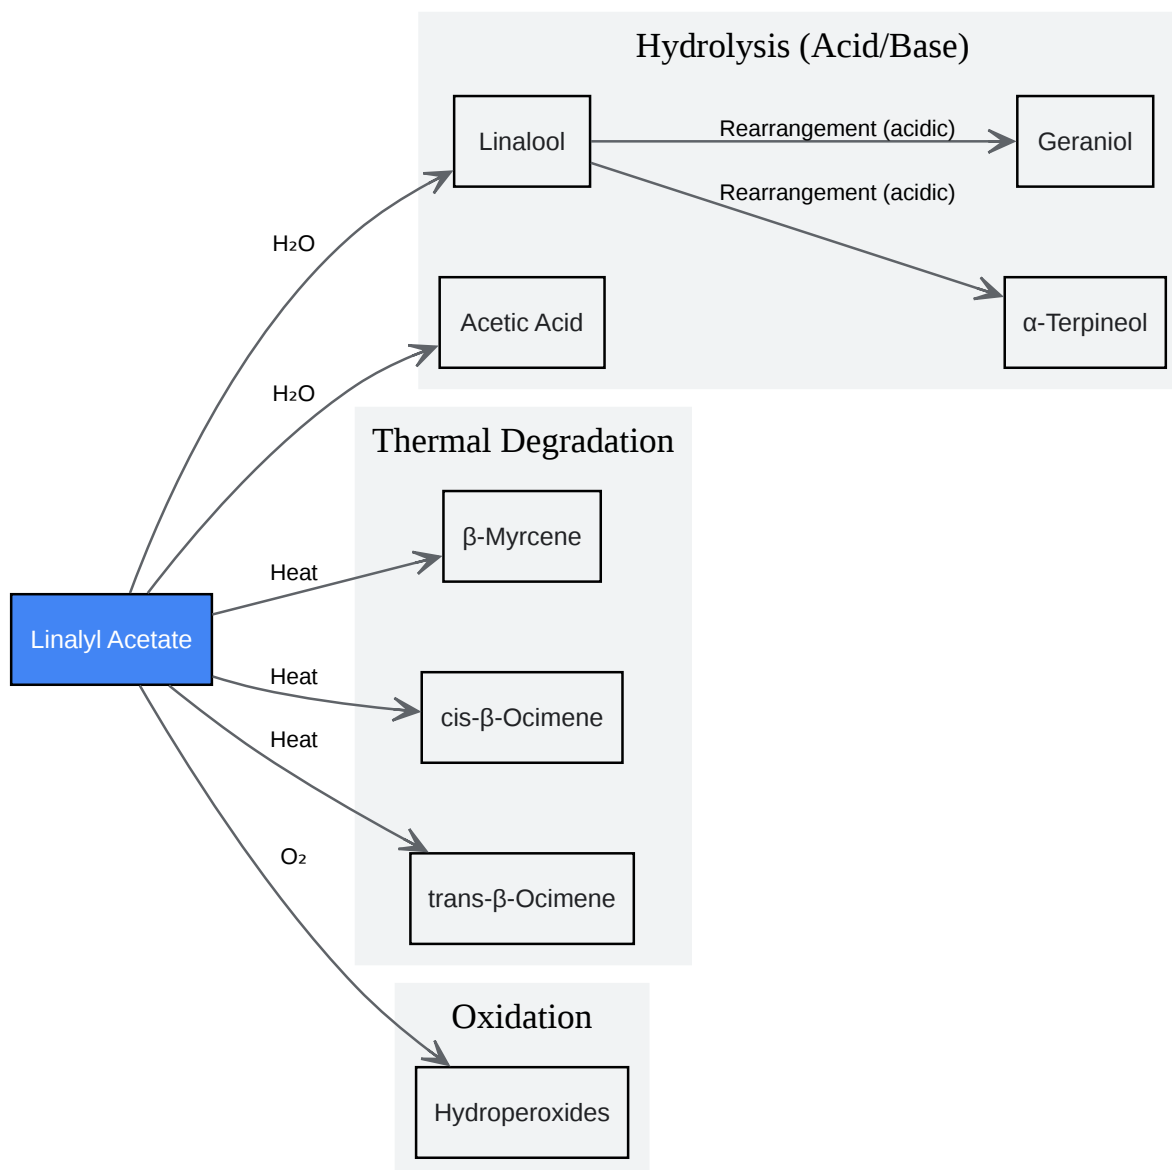 Hydrolysis (Acid/Base)
Linalool
Rearrangement (acidic)
Geraniol
Rearrangement (acidic)
H₂O
Acetic Acid
α-Terpineol
H₂O
Thermal Degradation
β-Myrcene
Heat
Linalyl Acetate
Heat
cis-β-Ocimene
Heat
O₂
trans-β-Ocimene
Oxidation
Hydroperoxides